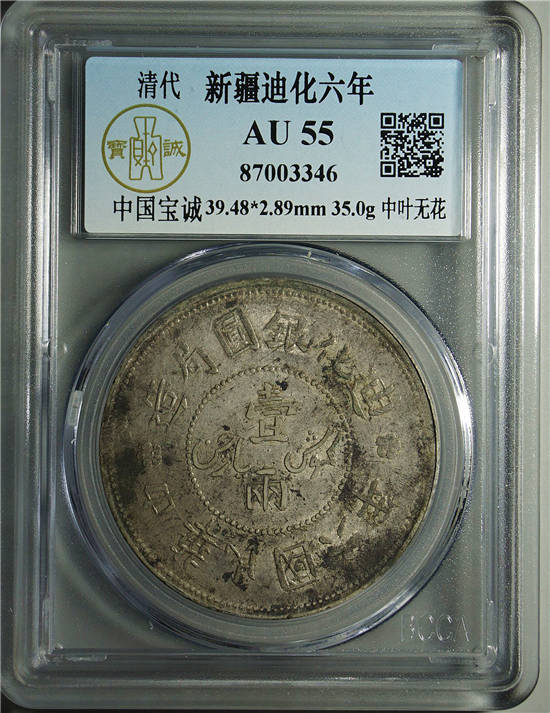 清代 新疆迪化六年
AU 55
寶 誠
87003346
中国宝诚 39.48*2.89mm 35.0g 中叶无花
迪化銀圓局造
壹兩
中華民國六年
BCCA